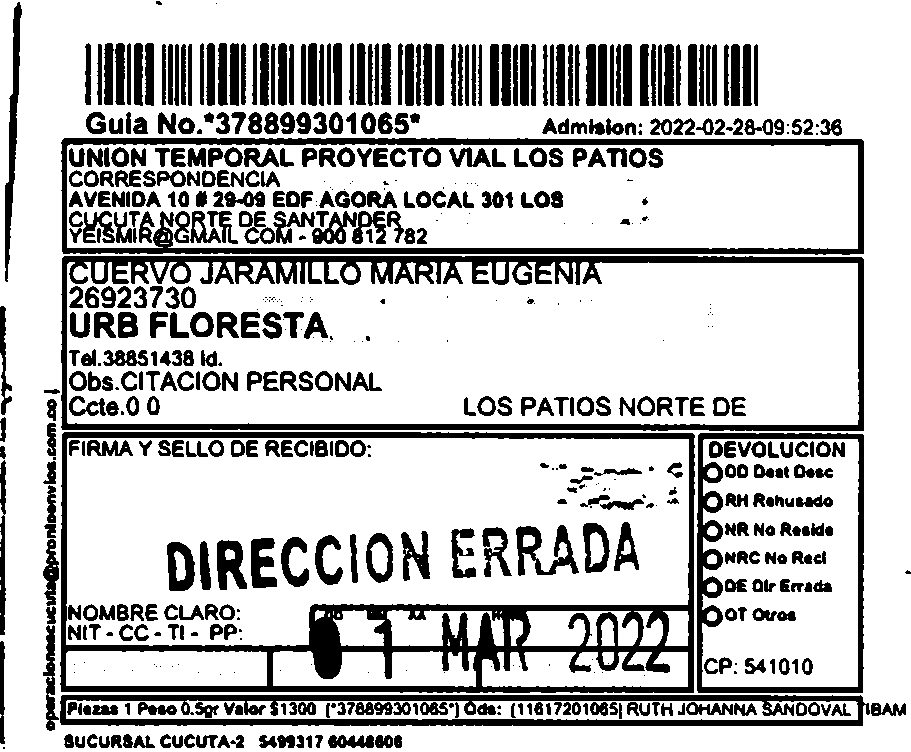 Guia No.*378899301065*
Admision: 2022-02-28-09:52:36
UNION TEMPORAL PROYECTO VIAL LOS PATIOS
CORRESPONDENCIA
AVENIDA 10 # 29-09 EDF AGORA LOCAL 301 LOS
CUCUTA NORTE DE SANTANDER
YEISMIR@GMAIL COM - 900 812 782
CUERVO JARAMILLO MARIA EUGENIA
26923730
URB FLORESTA
Tel.38851438 Id.
Obs.CITACION PERSONAL
Ccte.0 0
LOS PATIOS NORTE DE
FIRMA Y SELLO DE RECIBIDO:
DIRECCION ERRADA
NOMBRE CLARO:
NIT - CC - TI - PP:
01 MAR 2022
DEVOLUCION
OD Dest Desc
RH Rehusado
NR No Reside
NRC No Recl
DE Dir Errada
OT Otros
CP: 541010
operacionescucuta@prontoenvios.com.co
Piezas 1 Peso 0.5gr Valor $1300 (*378899301065*) Ods: (11617201065) RUTH JOHANNA SANDOVAL TIBAM
SUCURSAL CUCUTA-2 5499317 60448606